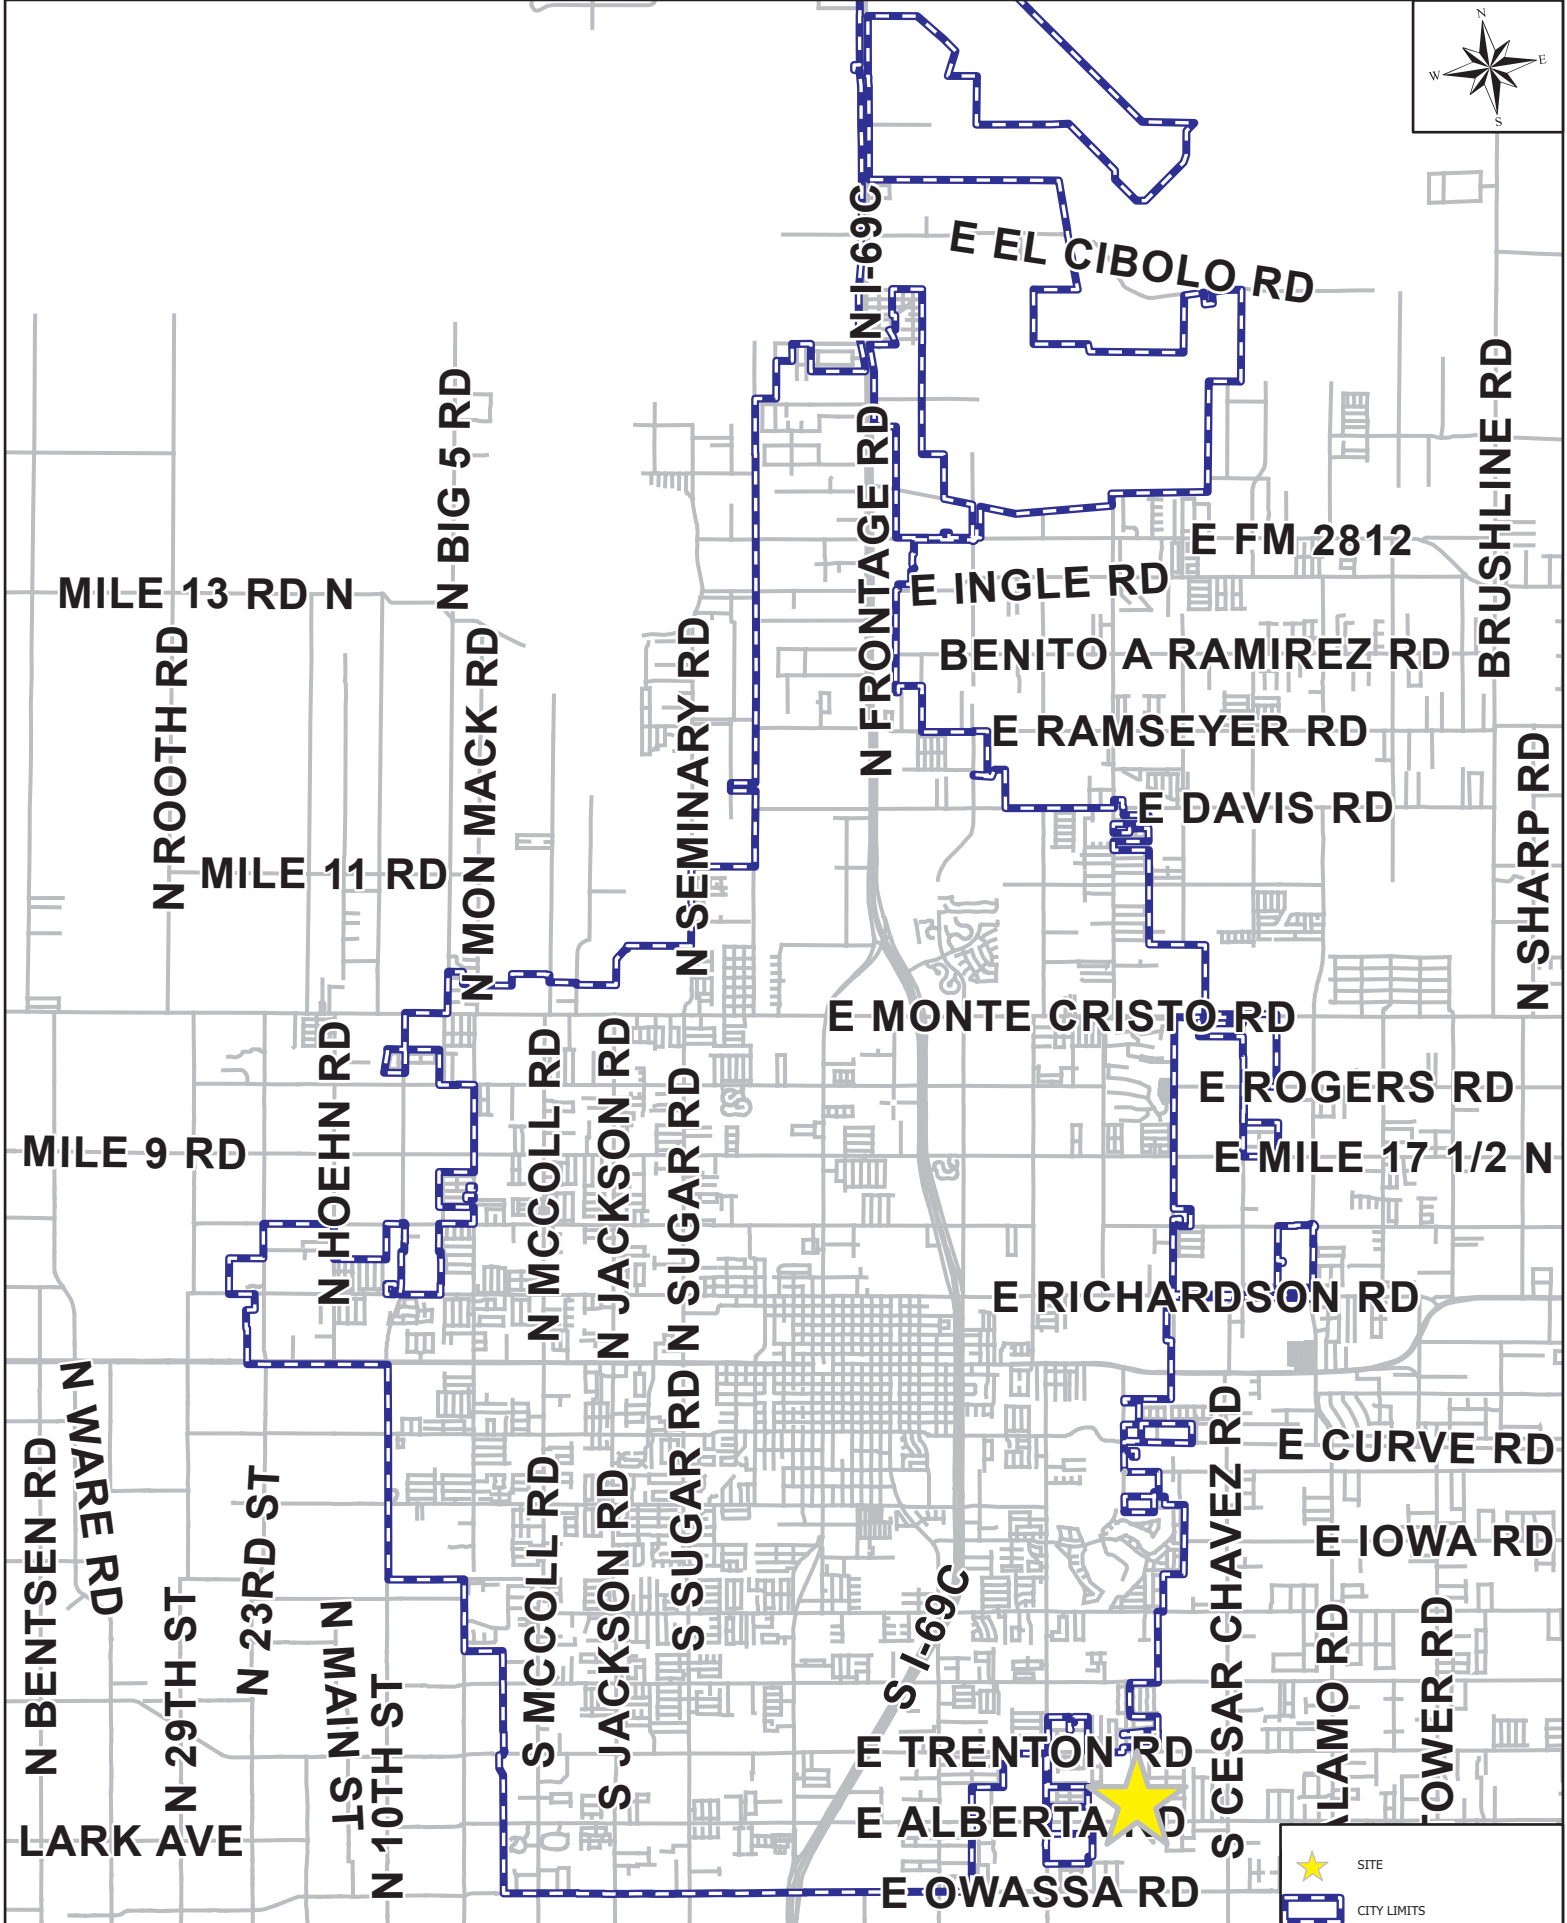 N
W E
S
N I-69C
E EL CIBOLO RD
N BIG 5 RD
BRUSHLINE RD
N FRONTAGE RD
E FM 2812
MILE 13 RD N
E INGLE RD
N ROOTH RD
N MON MACK RD
N SEMINARY RD
BENITO A RAMIREZ RD
E RAMSEYER RD
N SHARP RD
E DAVIS RD
MILE 11 RD
E MONTE CRISTO RD
N HOEHN RD
N MCCOLL RD
N JACKSON RD
N SUGAR RD
E ROGERS RD
MILE 9 RD
E MILE 17 1/2 N
E RICHARDSON RD
N WARE RD
N BENTSEN RD
N 23RD ST
S MCCOLL RD
S JACKSON RD
S SUGAR RD
S CESAR CHAVEZ RD
E CURVE RD
E IOWA RD
N 29TH ST
N MAIN ST
N 10TH ST
S I-69C
E TRENTON RD
E ALBERTA RD
LARK AVE
E OWASSA RD
SITE
CITY LIMITS